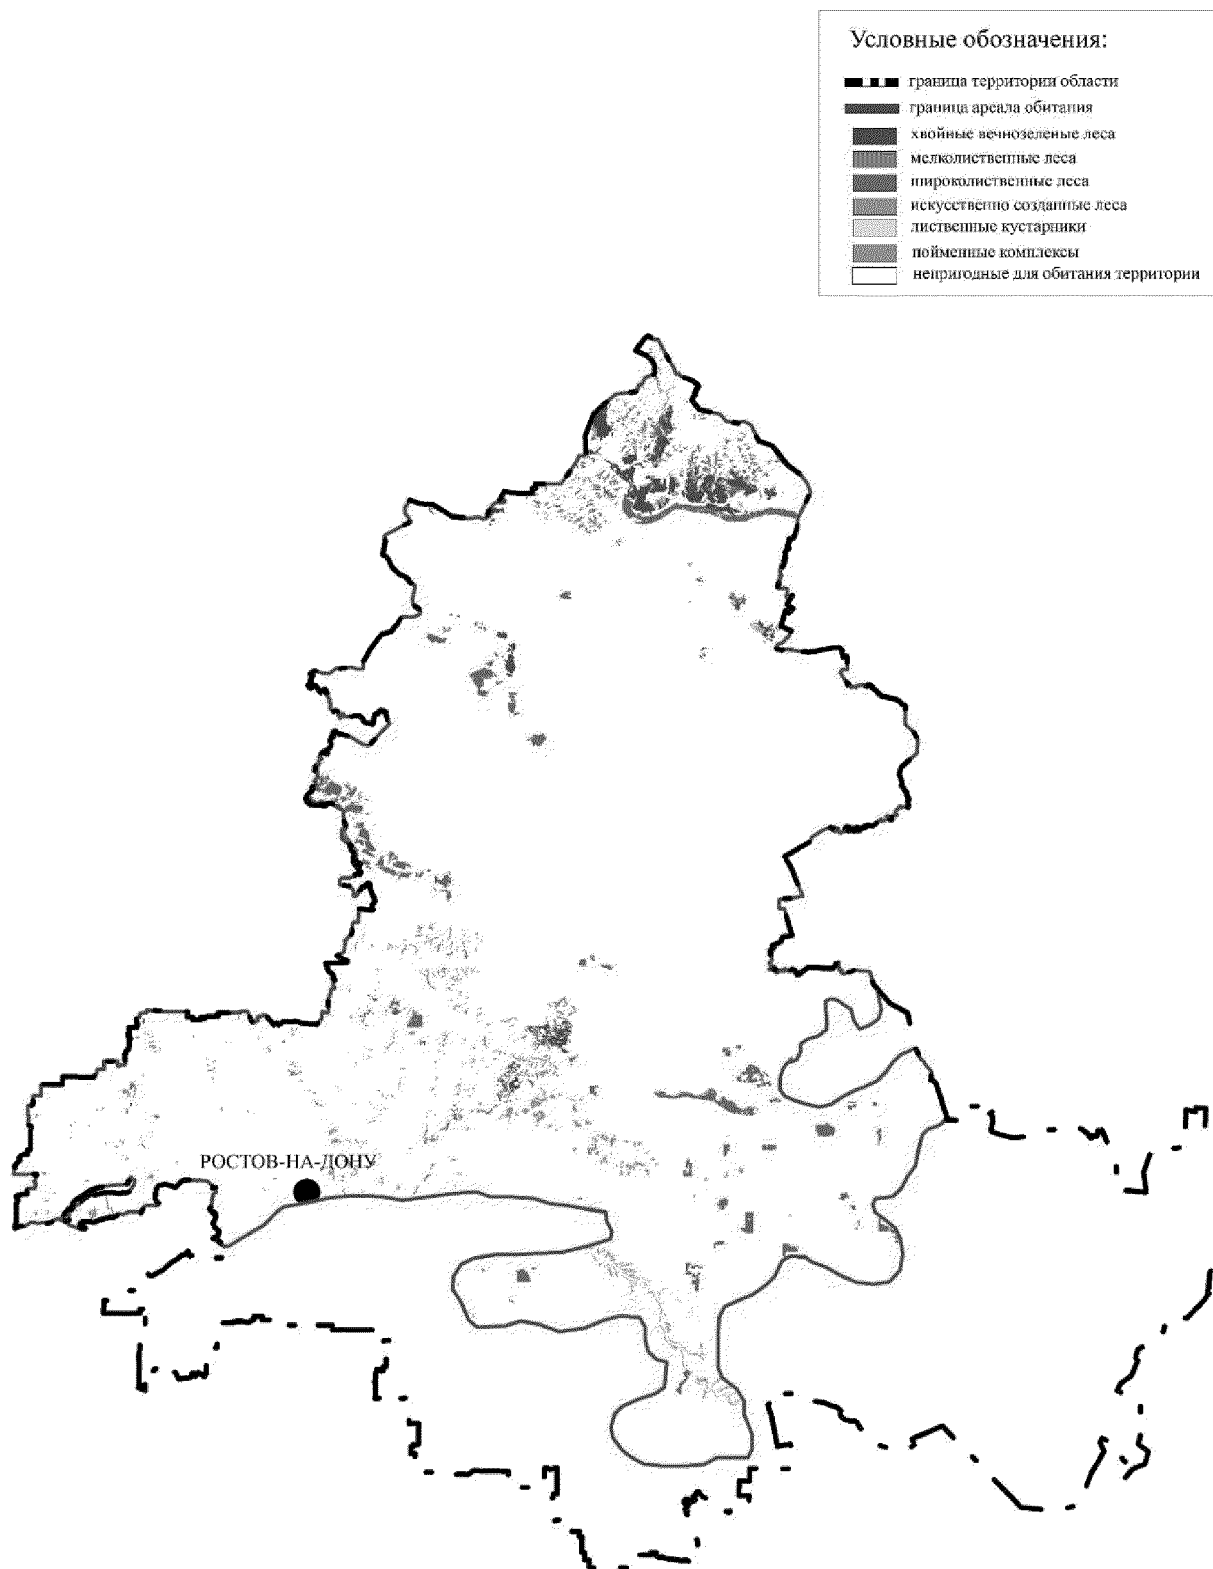 Условные обозначения:
граница территории области
граница ареала обитания
хвойные вечнозеленые леса
мелколиственные леса
широколиственные леса
искусственно созданные леса
лиственные кустарники
пойменные комплексы
непригодные для обитания территории
РОСТОВ-НА-ДОНУ